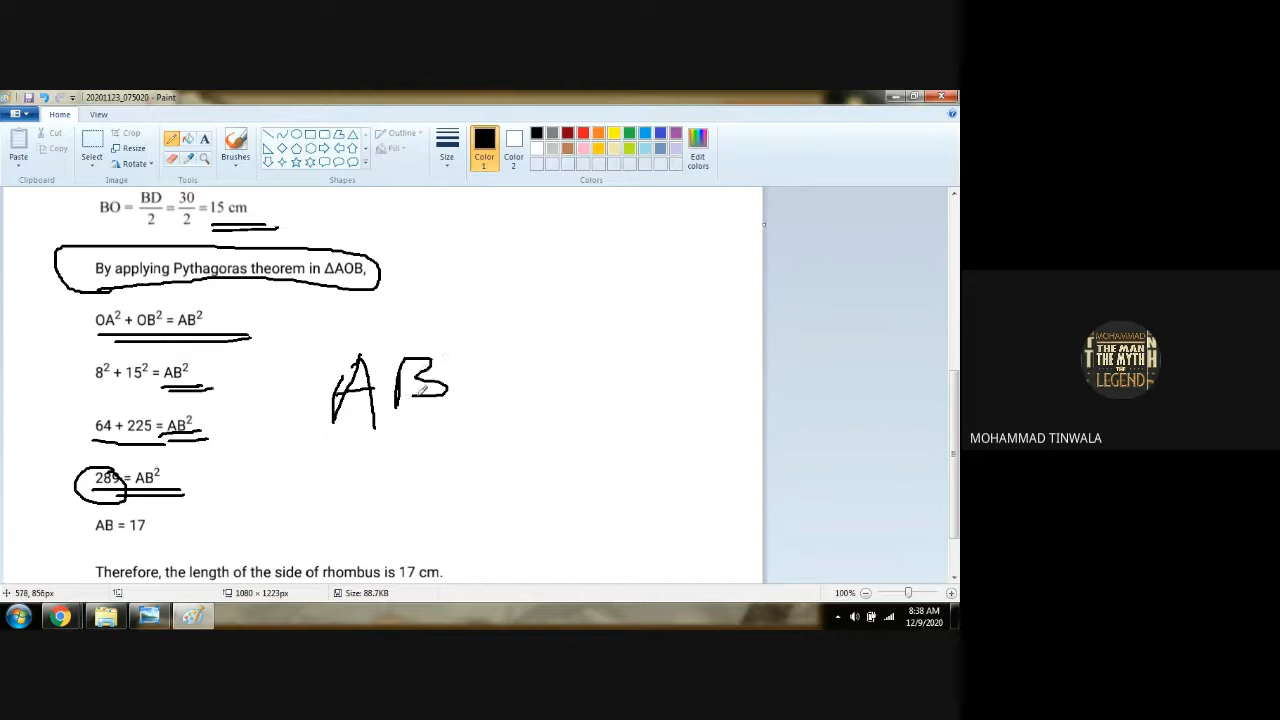 20201123_075020 - Paint
Home View
Paste
Cut
Copy
Clipboard
Select
Crop
Resize
Rotate
Image
Tools
Brushes
Shapes
Outline
Fill
Size
Color 1
Color 2
Edit colors
Colors
BO = BD/2 = 30/2 = 15 cm
By applying Pythagoras theorem in ΔAOB,
OA² + OB² = AB²
8² + 15² = AB²
64 + 225 = AB²
289 = AB²
AB = 17
Therefore, the length of the side of rhombus is 17 cm.
A B
578, 856px
1080 × 1223px
Size: 88.7KB
100%
8:38 AM
12/9/2020
MOHAMMAD
THE MAN
THE MYTH
THE
LEGEND
MOHAMMAD TINWALA